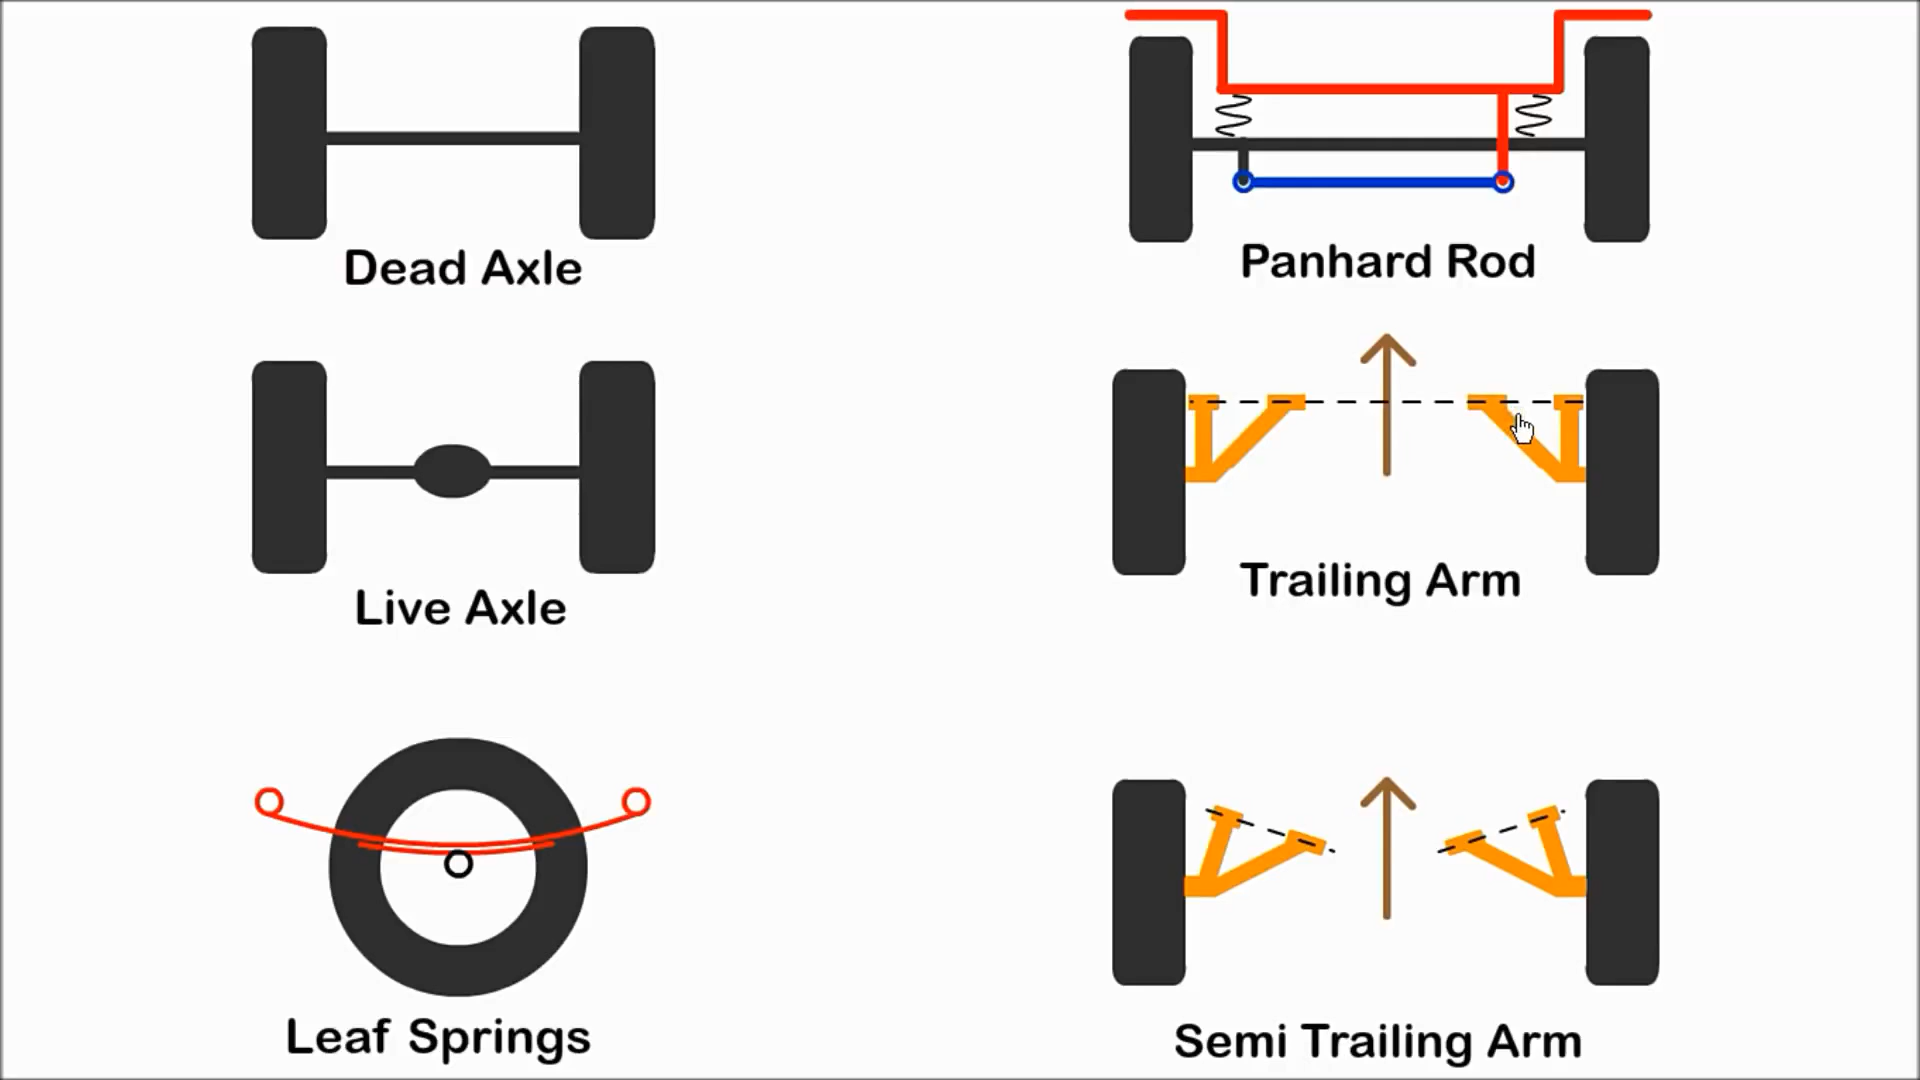 Dead Axle
Panhard Rod
Live Axle
Trailing Arm
Leaf Springs
Semi Trailing Arm